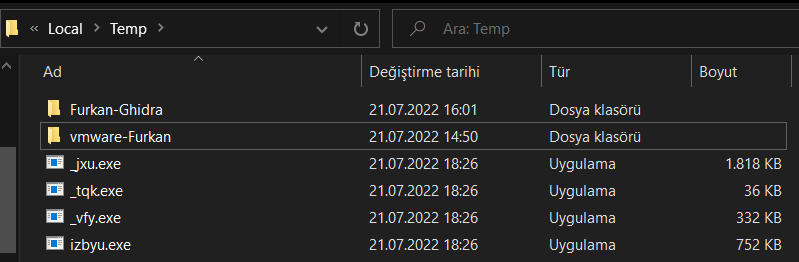 « Local > Temp > Ara: Temp
Ad Değiştirme tarihi Tür Boyut
Furkan-Ghidra 21.07.2022 16:01 Dosya klasörü
vmware-Furkan 21.07.2022 14:50 Dosya klasörü
_jxu.exe 21.07.2022 18:26 Uygulama 1.818 KB
_tqk.exe 21.07.2022 18:26 Uygulama 36 KB
_vfy.exe 21.07.2022 18:26 Uygulama 332 KB
izbyu.exe 21.07.2022 18:26 Uygulama 752 KB